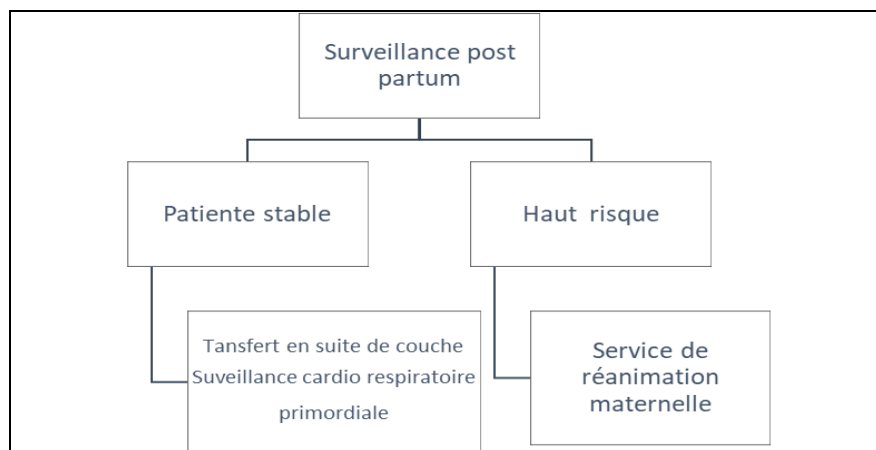 Surveillance post
partum
Patiente stable
Haut risque
Tansfert en suite de couche
Suveillance cardio respiratoire
primordiale
Service de
réanimation
maternelle